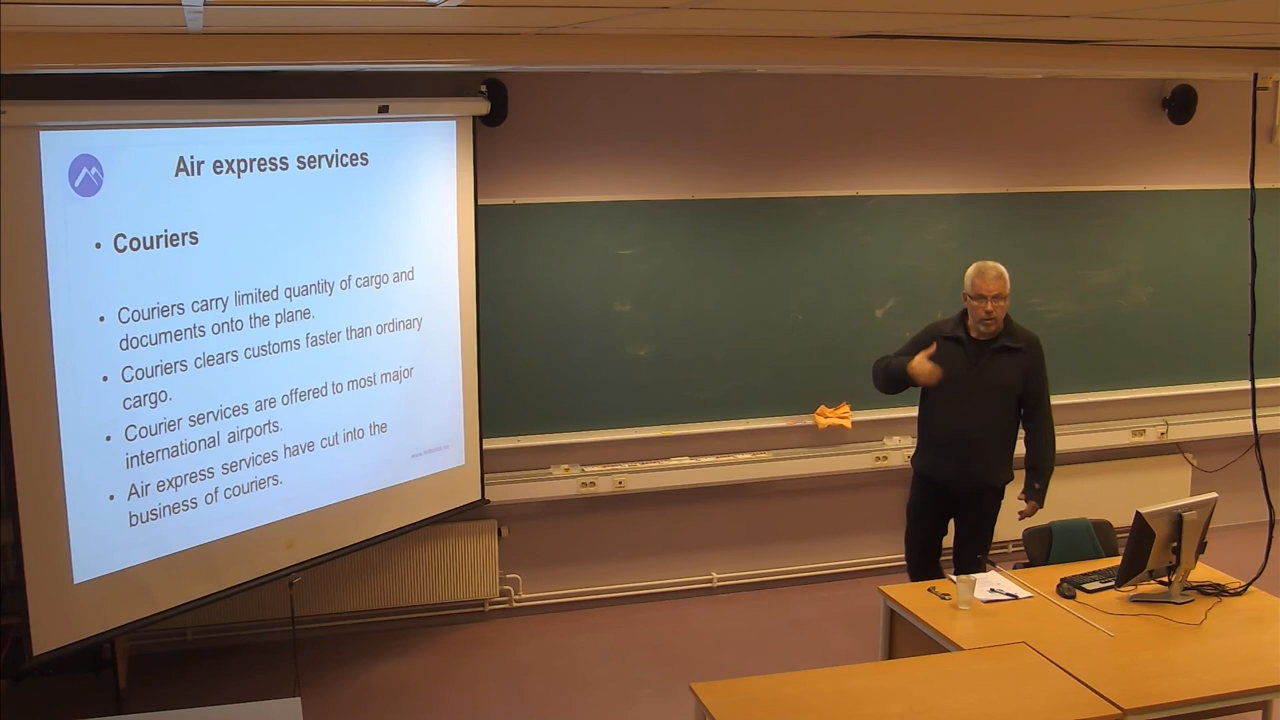 Air express services
• Couriers
• Couriers carry limited quantity of cargo and
documents onto the plane.
• Couriers clears customs faster than ordinary
cargo.
• Courier services are offered to most major
international airports.
• Air express services have cut into the
business of couriers.